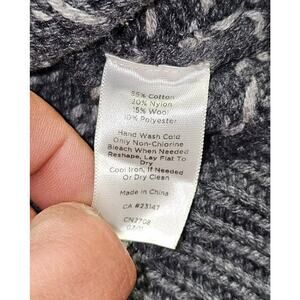 55% Cotton
20% Nylon
15% Wool
10% Polyester
Hand Wash Cold
Only Non-Chlorine
Bleach When Needed
Reshape, Lay Flat To
Dry
Cool Iron, If Needed
Or Dry Clean
Made in China
CA #23147
CN2708